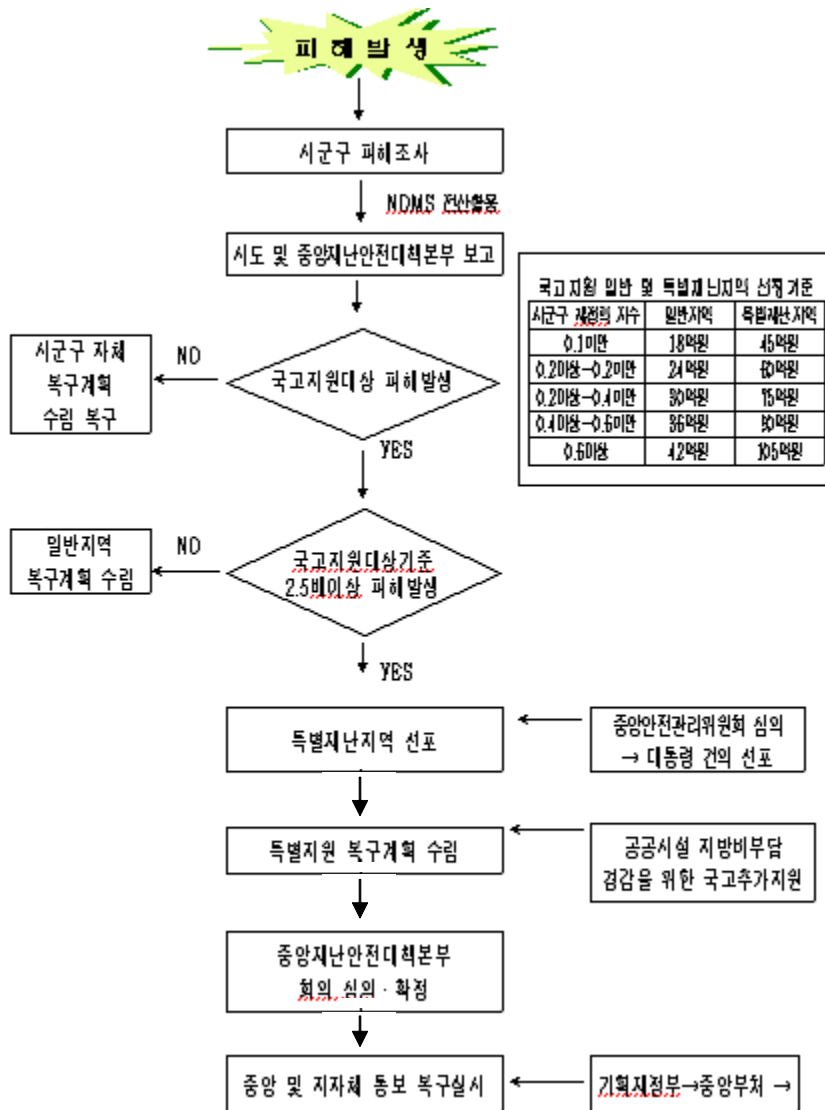 피 해 발 생
시군구 피해조사
NDMS 전산활용
시도 및 중앙재난안전대책본부 보고
국고지원 일반 및 특별재난지역 선정기준
시군구 재정력 지수 일반지역 특별재난지역
0.1미만 18억원 45억원
0.2이상-0.2미만 24억원 60억원
0.20이상-0.4미만 30억원 75억원
0.4이상-0.6미만 36억원 90억원
0.6이상 42억원 105억원
시군구 자체
복구계획
수립 복구
NO
국고지원대상 피해발생
YES
일반지역
복구계획 수립
NO
국고지원대상기준
2.5배이상 피해발생
YES
특별재난지역 선포
중앙안전관리위원회 심의
→ 대통령 건의 선포
특별지원 복구계획 수립
공공시설 지방비부담
경감을 위한 국고추가지원
중앙재난안전대책본부
회의 심의·확정
중앙 및 지자체 통보 복구실시
기획재정부→중앙부처 →